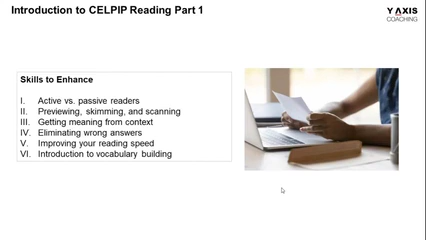 Introduction to CELPIP Reading Part 1
Y AXIS
COACHING
Skills to Enhance
I. Active vs. passive readers
II. Previewing, skimming, and scanning
III. Getting meaning from context
IV. Eliminating wrong answers
V. Improving your reading speed
VI. Introduction to vocabulary building